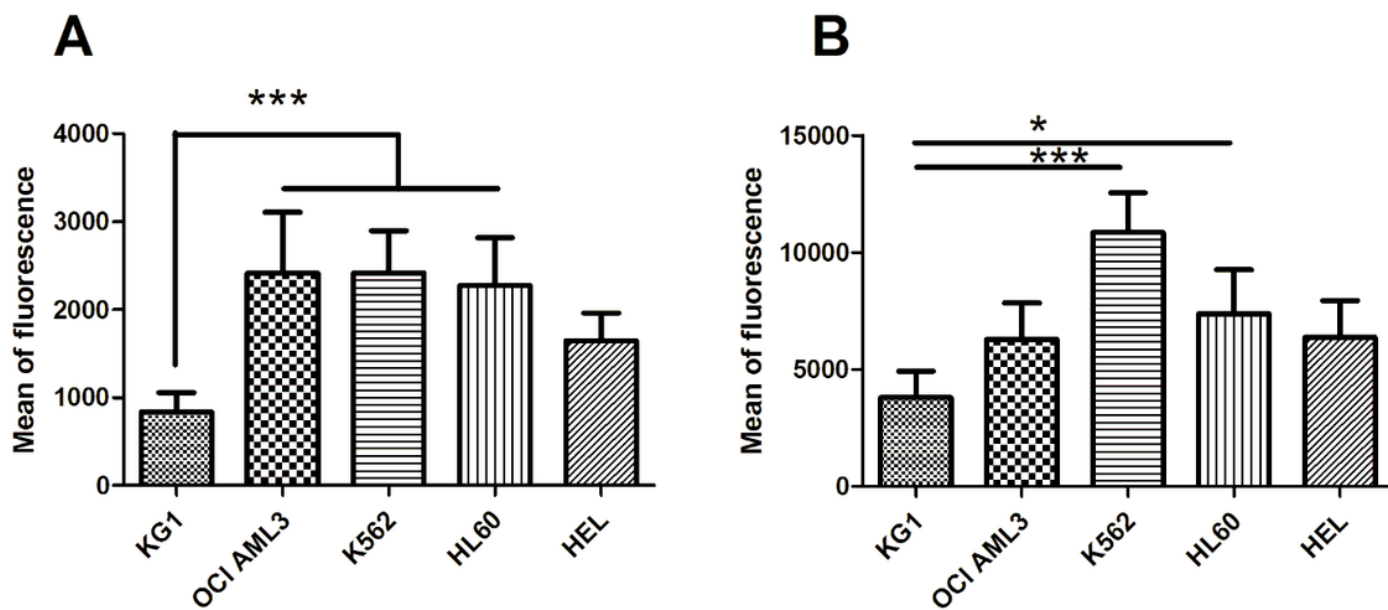 A
***
Mean of fluorescence
4000
3000
2000
1000
0
KG1
OCI AML3
K562
HL60
HEL
B
*
***
Mean of fluorescence
15000
10000
5000
0
KG1
OCI AML3
K562
HL60
HEL